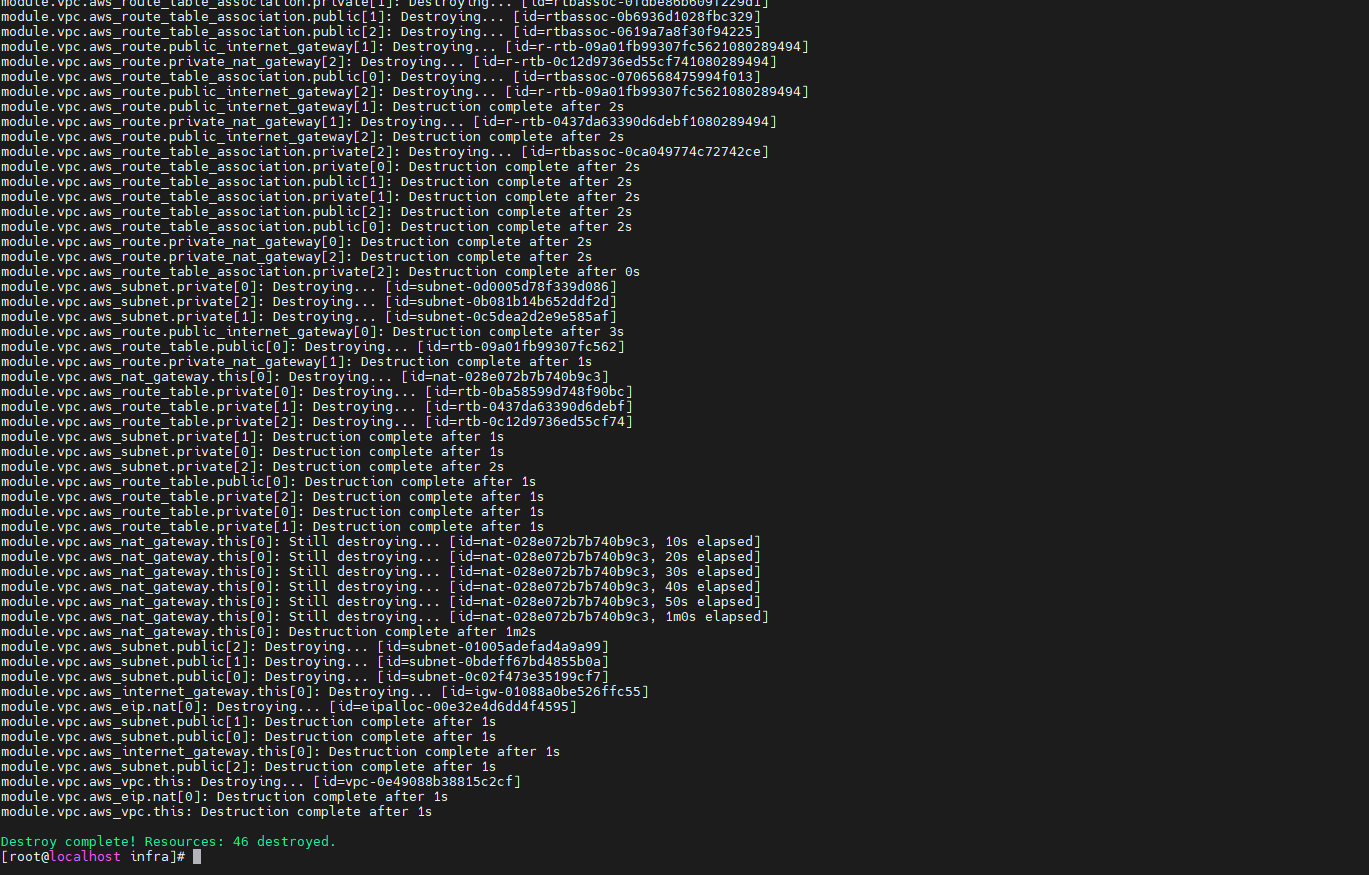 module.vpc.aws_route_table_association.private[1]: Destroying... [id=rtbassoc-0fdbe86b609f229d1]
module.vpc.aws_route_table_association.public[1]: Destroying... [id=rtbassoc-0b6936d1028fbc329]
module.vpc.aws_route_table_association.public[2]: Destroying... [id=rtbassoc-0619a7a8f30f94225]
module.vpc.aws_route.public_internet_gateway[1]: Destroying... [id=r-rtb-09a01fb99307fc5621080289494]
module.vpc.aws_route.private_nat_gateway[2]: Destroying... [id=r-rtb-0c12d9736ed55cf741080289494]
module.vpc.aws_route_table_association.public[0]: Destroying... [id=rtbassoc-0706568475994f013]
module.vpc.aws_route.public_internet_gateway[2]: Destroying... [id=r-rtb-09a01fb99307fc5621080289494]
module.vpc.aws_route.public_internet_gateway[1]: Destruction complete after 2s
module.vpc.aws_route.private_nat_gateway[1]: Destroying... [id=r-rtb-0437da63390d6debf1080289494]
module.vpc.aws_route.public_internet_gateway[2]: Destruction complete after 2s
module.vpc.aws_route_table_association.private[2]: Destroying... [id=rtbassoc-0ca049774c72742ce]
module.vpc.aws_route_table_association.private[0]: Destruction complete after 2s
module.vpc.aws_route_table_association.public[1]: Destruction complete after 2s
module.vpc.aws_route_table_association.private[1]: Destruction complete after 2s
module.vpc.aws_route_table_association.public[2]: Destruction complete after 2s
module.vpc.aws_route_table_association.public[0]: Destruction complete after 2s
module.vpc.aws_route.private_nat_gateway[0]: Destruction complete after 2s
module.vpc.aws_route.private_nat_gateway[2]: Destruction complete after 2s
module.vpc.aws_route_table_association.private[2]: Destruction complete after 0s
module.vpc.aws_subnet.private[0]: Destroying... [id=subnet-0d0005d78f339d086]
module.vpc.aws_subnet.private[2]: Destroying... [id=subnet-0b081b14b652ddf2d]
module.vpc.aws_subnet.private[1]: Destroying... [id=subnet-0c5dea2d2e9e585af]
module.vpc.aws_route.public_internet_gateway[0]: Destruction complete after 3s
module.vpc.aws_route_table.public[0]: Destroying... [id=rtb-09a01fb99307fc562]
module.vpc.aws_route.private_nat_gateway[1]: Destruction complete after 1s
module.vpc.aws_nat_gateway.this[0]: Destroying... [id=nat-028e072b7b740b9c3]
module.vpc.aws_route_table.private[0]: Destroying... [id=rtb-0ba58599d748f90bc]
module.vpc.aws_route_table.private[1]: Destroying... [id=rtb-0437da63390d6debf]
module.vpc.aws_route_table.private[2]: Destroying... [id=rtb-0c12d9736ed55cf74]
module.vpc.aws_subnet.private[1]: Destruction complete after 1s
module.vpc.aws_subnet.private[0]: Destruction complete after 1s
module.vpc.aws_subnet.private[2]: Destruction complete after 2s
module.vpc.aws_route_table.public[0]: Destruction complete after 1s
module.vpc.aws_route_table.private[2]: Destruction complete after 1s
module.vpc.aws_route_table.private[0]: Destruction complete after 1s
module.vpc.aws_route_table.private[1]: Destruction complete after 1s
module.vpc.aws_nat_gateway.this[0]: Still destroying... [id=nat-028e072b7b740b9c3, 10s elapsed]
module.vpc.aws_nat_gateway.this[0]: Still destroying... [id=nat-028e072b7b740b9c3, 20s elapsed]
module.vpc.aws_nat_gateway.this[0]: Still destroying... [id=nat-028e072b7b740b9c3, 30s elapsed]
module.vpc.aws_nat_gateway.this[0]: Still destroying... [id=nat-028e072b7b740b9c3, 40s elapsed]
module.vpc.aws_nat_gateway.this[0]: Still destroying... [id=nat-028e072b7b740b9c3, 50s elapsed]
module.vpc.aws_nat_gateway.this[0]: Still destroying... [id=nat-028e072b7b740b9c3, 1m0s elapsed]
module.vpc.aws_nat_gateway.this[0]: Destruction complete after 1m2s
module.vpc.aws_subnet.public[2]: Destroying... [id=subnet-01005adefad4a9a99]
module.vpc.aws_subnet.public[1]: Destroying... [id=subnet-0bdeff67bd4855b0a]
module.vpc.aws_subnet.public[0]: Destroying... [id=subnet-0c02f473e35199cf7]
module.vpc.aws_internet_gateway.this[0]: Destroying... [id=igw-01088a0be526ffc55]
module.vpc.aws_eip.nat[0]: Destroying... [id=eipalloc-00e32e4d6dd4f4595]
module.vpc.aws_subnet.public[1]: Destruction complete after 1s
module.vpc.aws_subnet.public[0]: Destruction complete after 1s
module.vpc.aws_internet_gateway.this[0]: Destruction complete after 1s
module.vpc.aws_subnet.public[2]: Destruction complete after 1s
module.vpc.aws_vpc.this: Destroying... [id=vpc-0e49088b38815c2cf]
module.vpc.aws_eip.nat[0]: Destruction complete after 1s
module.vpc.aws_vpc.this: Destruction complete after 1s
Destroy complete! Resources: 46 destroyed.
[root@localhost infra]#